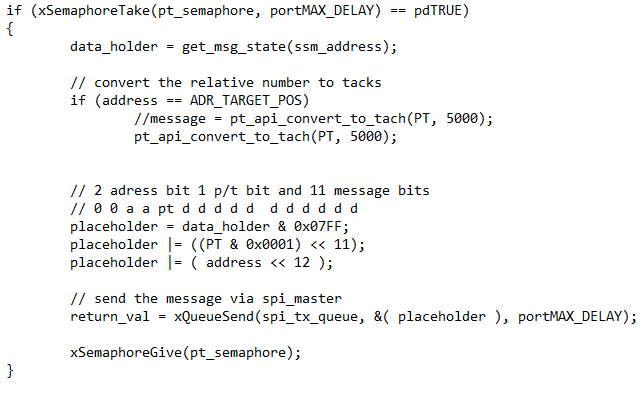 if (xSemaphoreTake(pt_semaphore, portMAX_DELAY) == pdTRUE)
{
data_holder = get_msg_state(ssm_address);
// convert the relative number to tacks
if (address == ADR_TARGET_POS)
//message = pt_api_convert_to_tach(PT, 5000);
pt_api_convert_to_tach(PT, 5000);
// 2 adress bit 1 p/t bit and 11 message bits
// 0 0 a a pt d d d d d  d d d d d d
placeholder = data_holder & 0x07FF;
placeholder |= ((PT & 0x0001) << 11);
placeholder |= ( address << 12 );
// send the message via spi_master
return_val = xQueueSend(spi_tx_queue, &( placeholder ), portMAX_DELAY);
xSemaphoreGive(pt_semaphore);
}